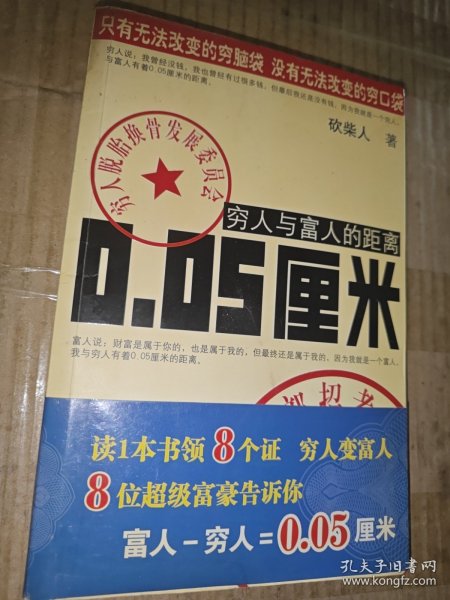 只有无法改变的穷脑袋 没有无法改变的穷口袋
穷人说：我曾经没钱，我也曾经有过很多钱，但最后我还是没有钱，因为我就是一个穷人，
与富人有着0.05厘米的距离。
砍柴人 著
穷人脱胎换骨发展委员会
穷人与富人的距离
0.05厘米
富人说：财富是属于你的，也是属于我的，但最终还是属于我的，因为我就是一个富人，
我与穷人有着0.05厘米的距离。
读1本书领8个证 穷人变富人
8位超级富豪告诉你
富人－穷人＝0.05厘米
孔夫子旧书网
www.kongfz.com